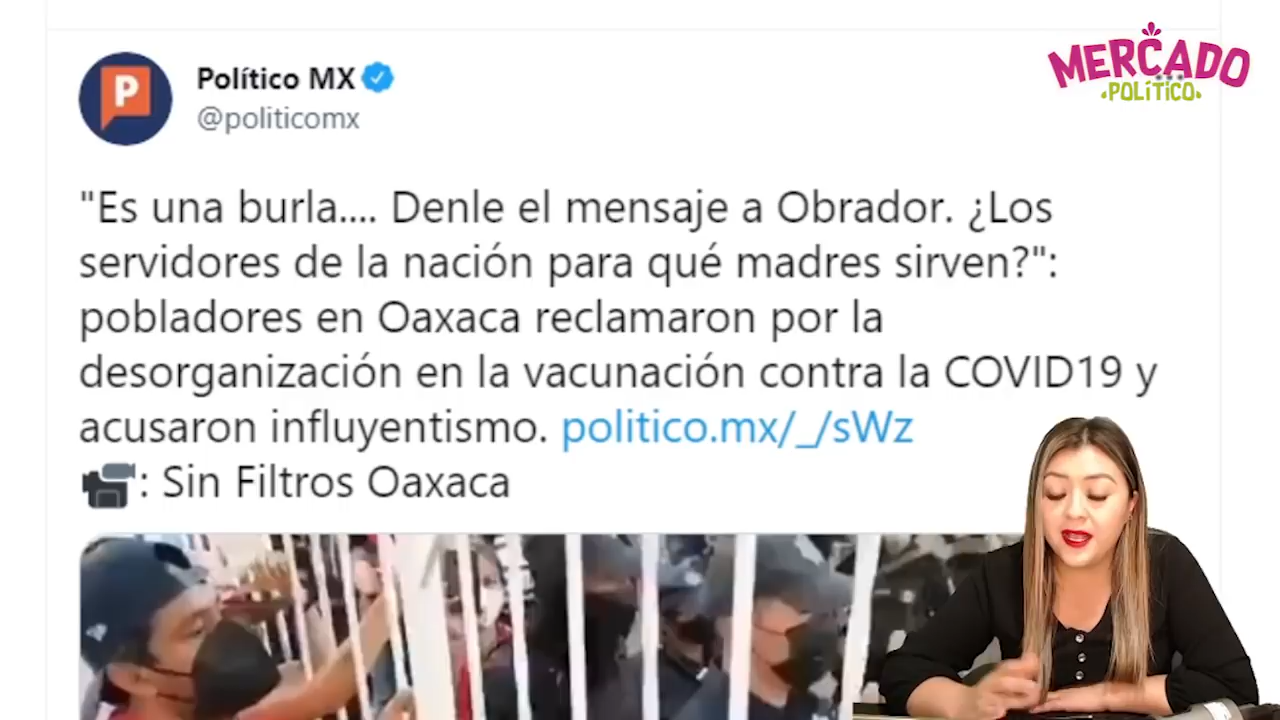 MERCADO
POLÍTICO
Político MX
@politicomx
"Es una burla.... Denle el mensaje a Obrador. ¿Los
servidores de la nación para qué madres sirven?":
pobladores en Oaxaca reclamaron por la
desorganización en la vacunación contra la COVID19 y
acusaron influyentismo. politico.mx/_/sWz
: Sin Filtros Oaxaca